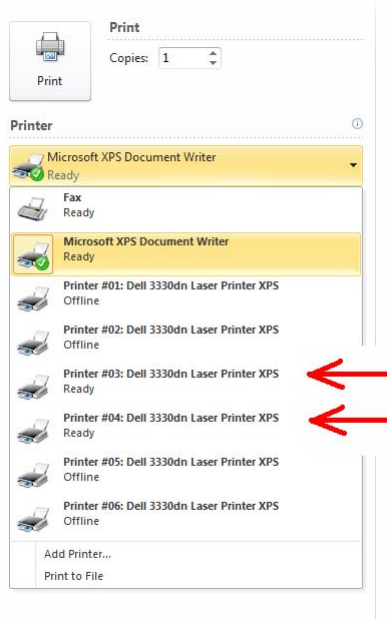 Print
Copies: 1
Print
Printer
Microsoft XPS Document Writer
Ready
Fax
Ready
Microsoft XPS Document Writer
Ready
Printer #01: Dell 3330dn Laser Printer XPS
Offline
Printer #02: Dell 3330dn Laser Printer XPS
Offline
Printer #03: Dell 3330dn Laser Printer XPS
Ready
Printer #04: Dell 3330dn Laser Printer XPS
Ready
Printer #05: Dell 3330dn Laser Printer XPS
Offline
Printer #06: Dell 3330dn Laser Printer XPS
Offline
Add Printer...
Print to File